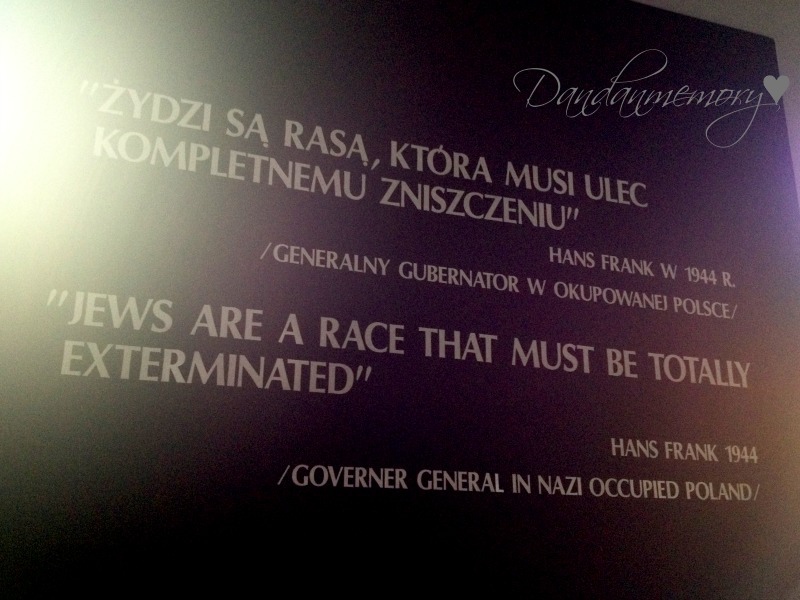 Dandanmemory♥
"ŻYDZI SĄ RASĄ, KTÓRA MUSI ULEC
KOMPLETNEMU ZNISZCZENIU"
HANS FRANK W 1944 R.
/GENERALNY GUBERNATOR W OKUPOWANEJ POLSCE/
"JEWS ARE A RACE THAT MUST BE TOTALLY
EXTERMINATED"
HANS FRANK 1944
/GOVERNER GENERAL IN NAZI OCCUPIED POLAND/